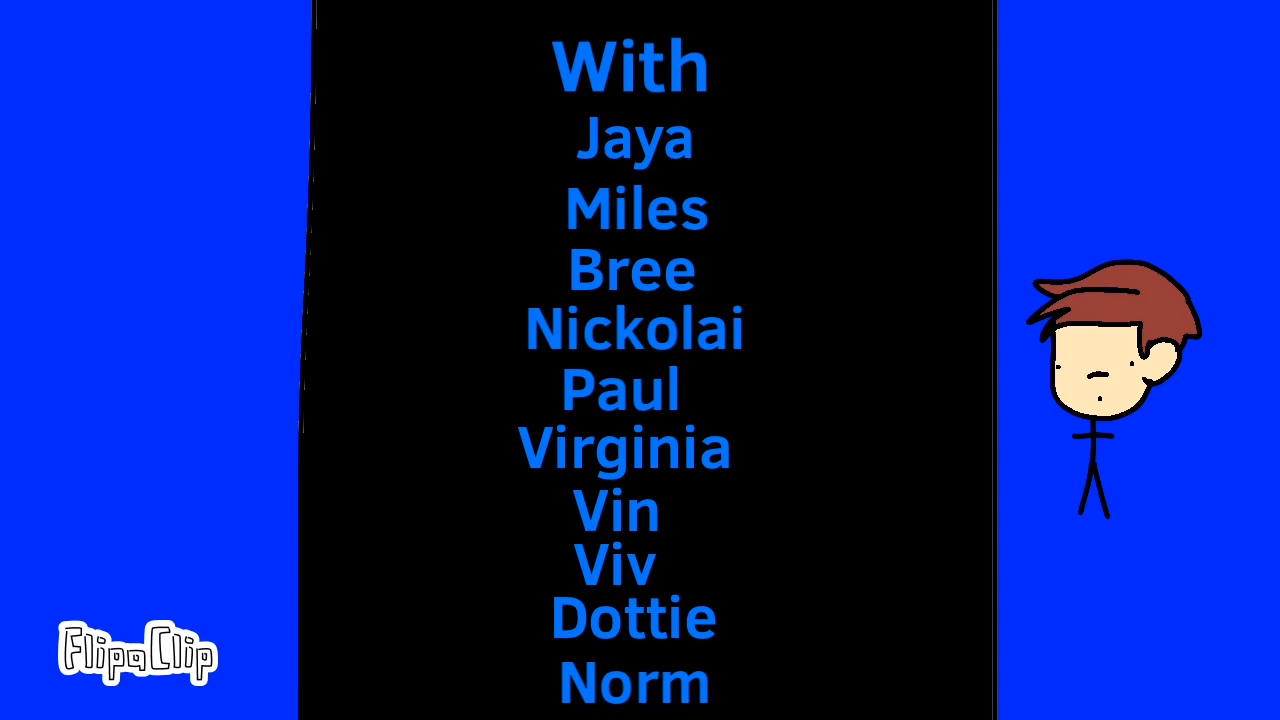 With
Jaya
Miles
Bree
Nickolai
Paul
Virginia
Vin
Viv
Dottie
Norm
FlipaClip